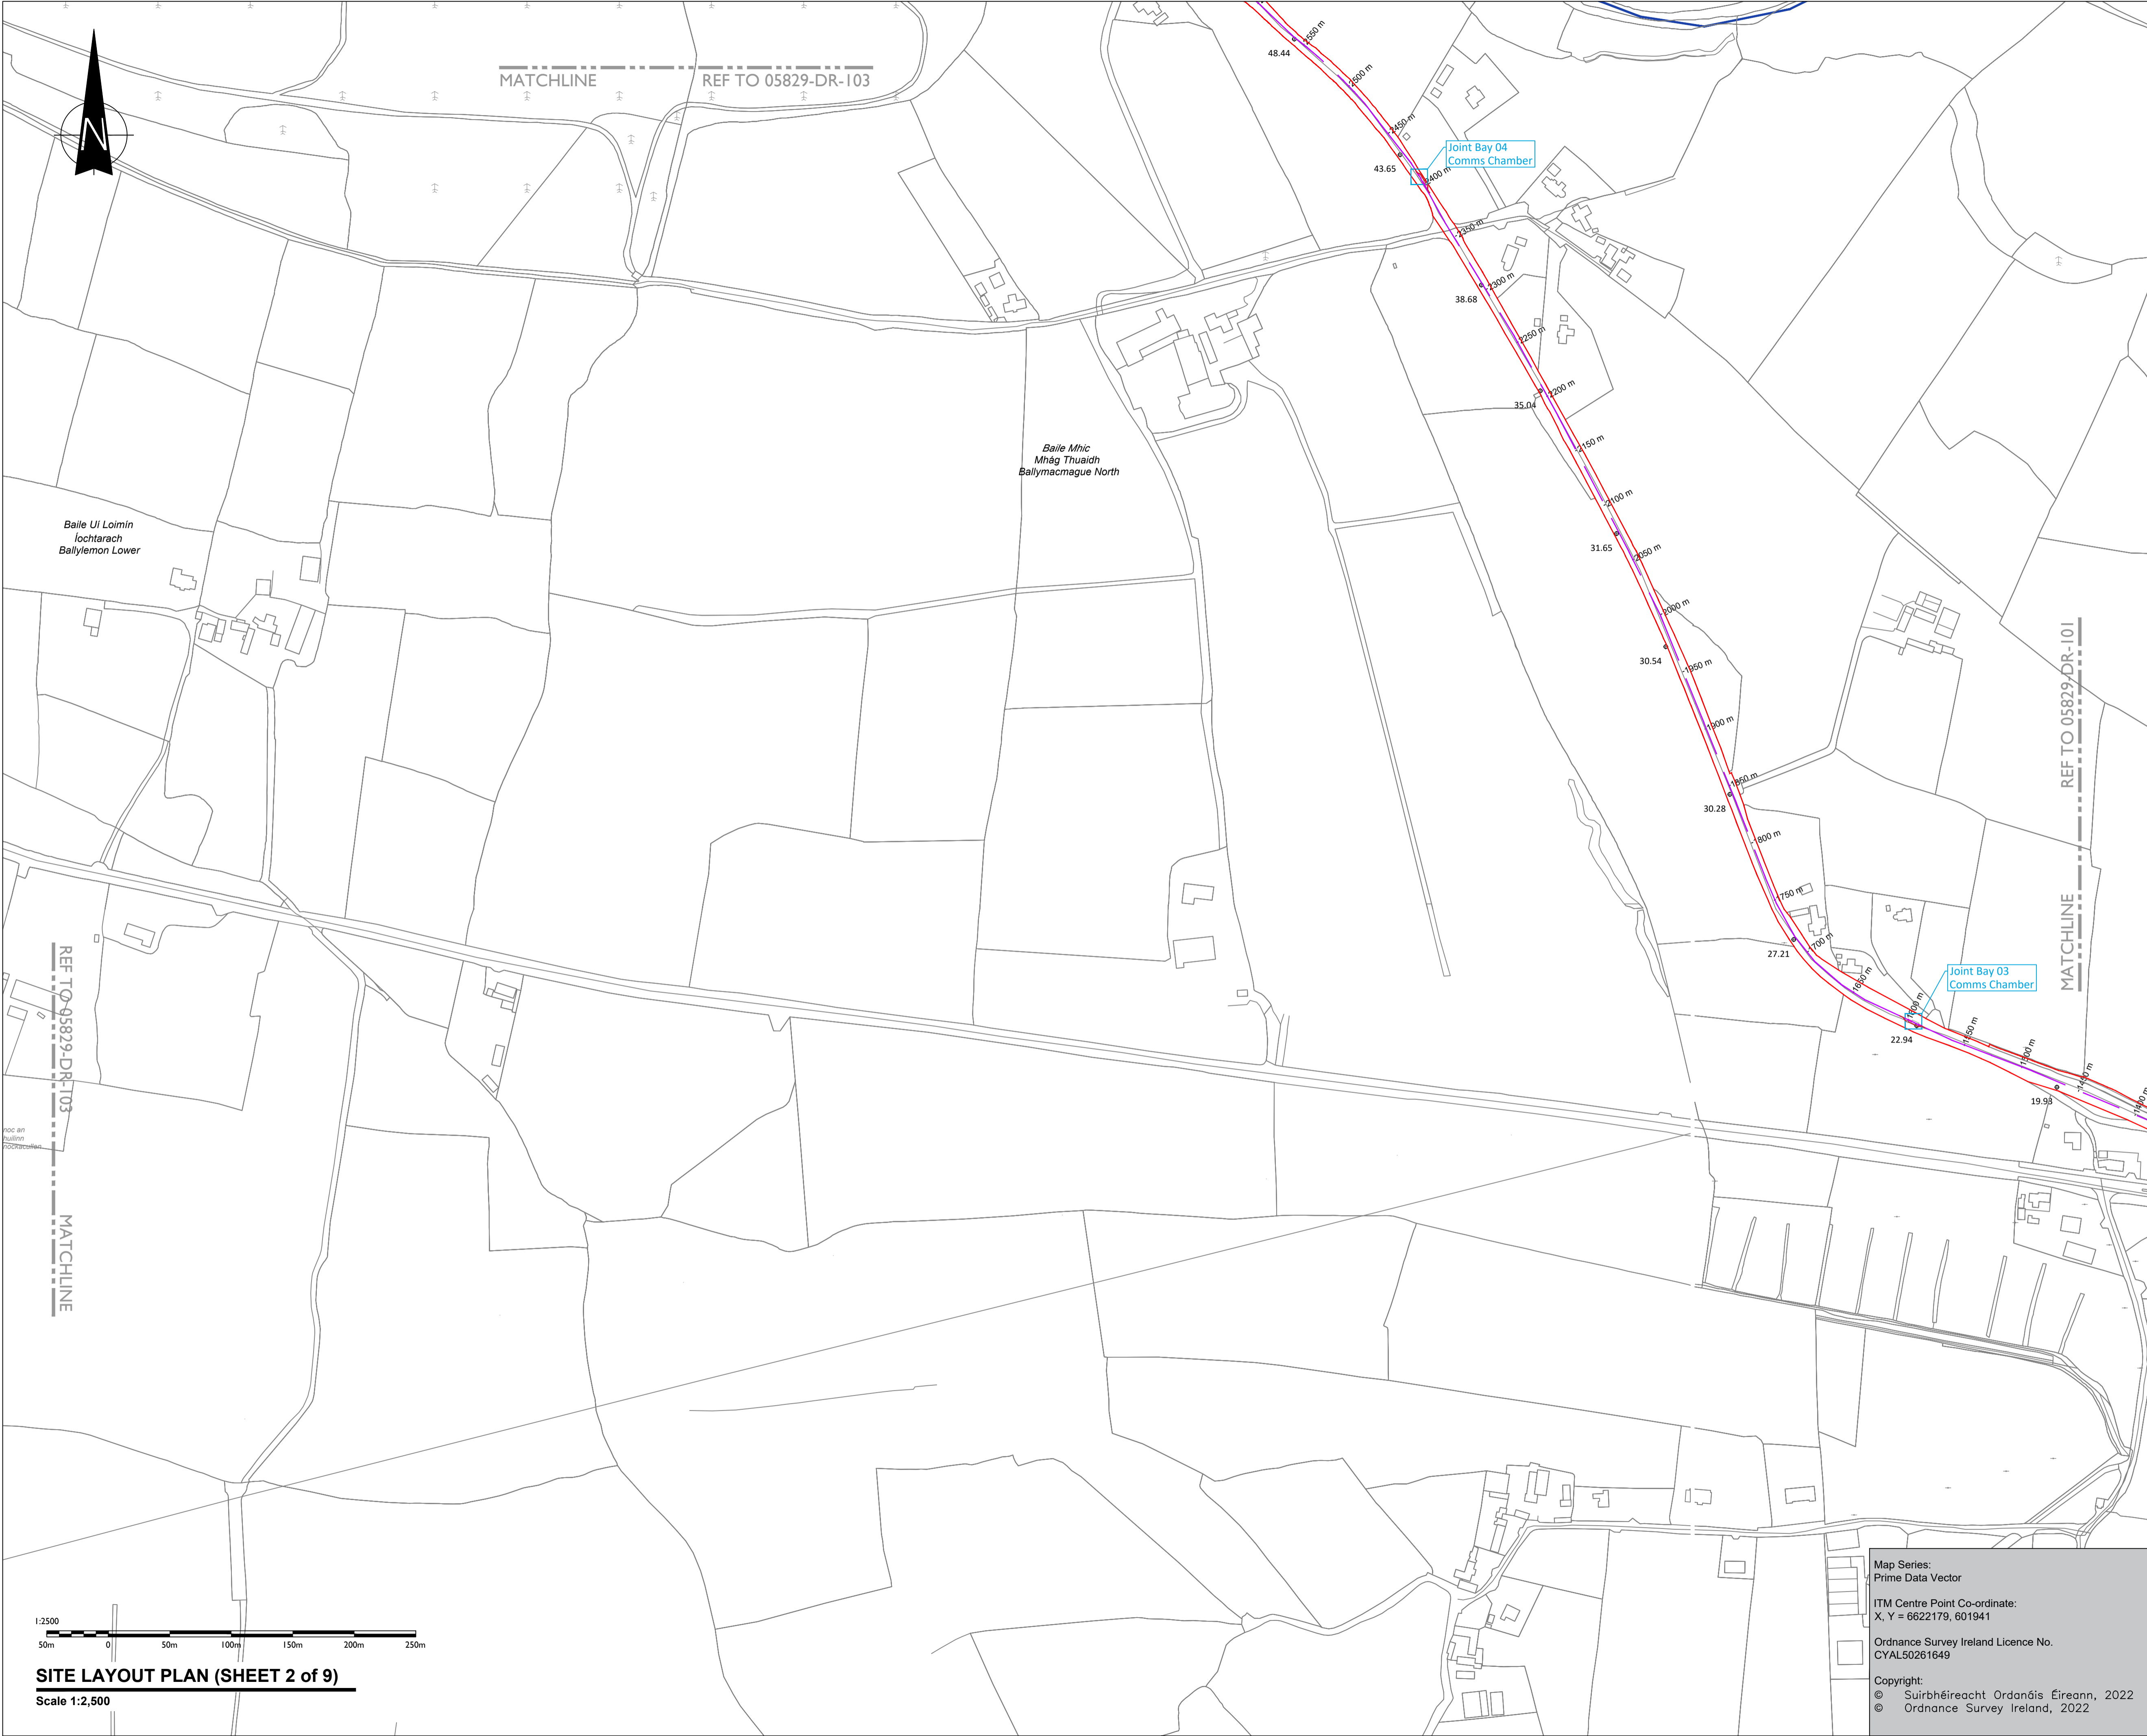 MATCHLINE REF TO 05829-DR-103
N
48.44
2550 m
2500 m
2450 m
43.65
Joint Bay 04
Comms Chamber
2400 m
2350 m
38.68
2300 m
2250 m
35.04
2200 m
2150 m
2100 m
31.65
2050 m
2000 m
30.54
1950 m
1900 m
1850 m
30.28
1800 m
1750 m
27.21
1700 m
1650 m
Joint Bay 03
Comms Chamber
1600 m
22.94
1550 m
1500 m
19.93
1450 m
1400 m
Baile Mhic
Mhág Thuaidh
Ballymacmague North
Baile Uí Loimín
Íochtarach
Ballylemon Lower
MATCHLINE REF TO 05829-DR-101
REF TO 05829-DR-103 MATCHLINE
noc an
huilinn
nockacullen
1:2500
50m 0 50m 100m 150m 200m 250m
SITE LAYOUT PLAN (SHEET 2 of 9)
Scale 1:2,500
Map Series:
Prime Data Vector
ITM Centre Point Co-ordinate:
X, Y = 6622179, 601941
Ordnance Survey Ireland Licence No.
CYAL50261649
Copyright:
© Suirbhéireacht Ordanáis Éireann, 2022
© Ordnance Survey Ireland, 2022